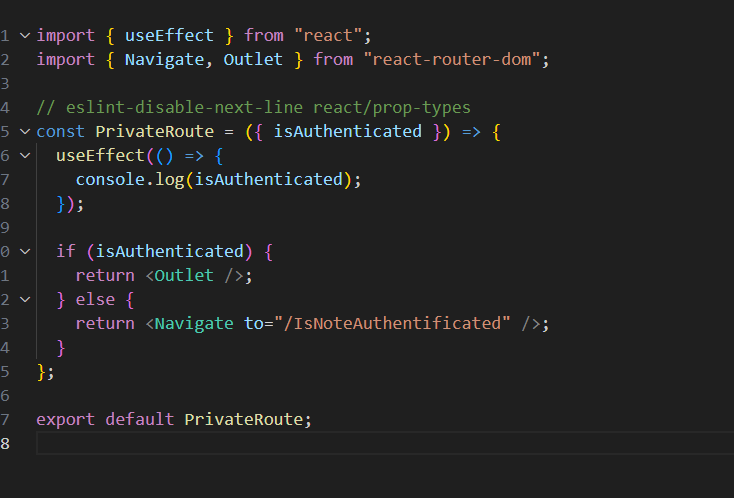 1 import { useEffect } from "react";
2 import { Navigate, Outlet } from "react-router-dom";
3
4 // eslint-disable-next-line react/prop-types
5 const PrivateRoute = ({ isAuthenticated }) => {
6   useEffect(() => {
7     console.log(isAuthenticated);
8   });
9
0   if (isAuthenticated) {
1     return <Outlet />;
2   } else {
3     return <Navigate to="/IsNoteAuthentificated" />;
4   }
5 };
6
7 export default PrivateRoute;
8